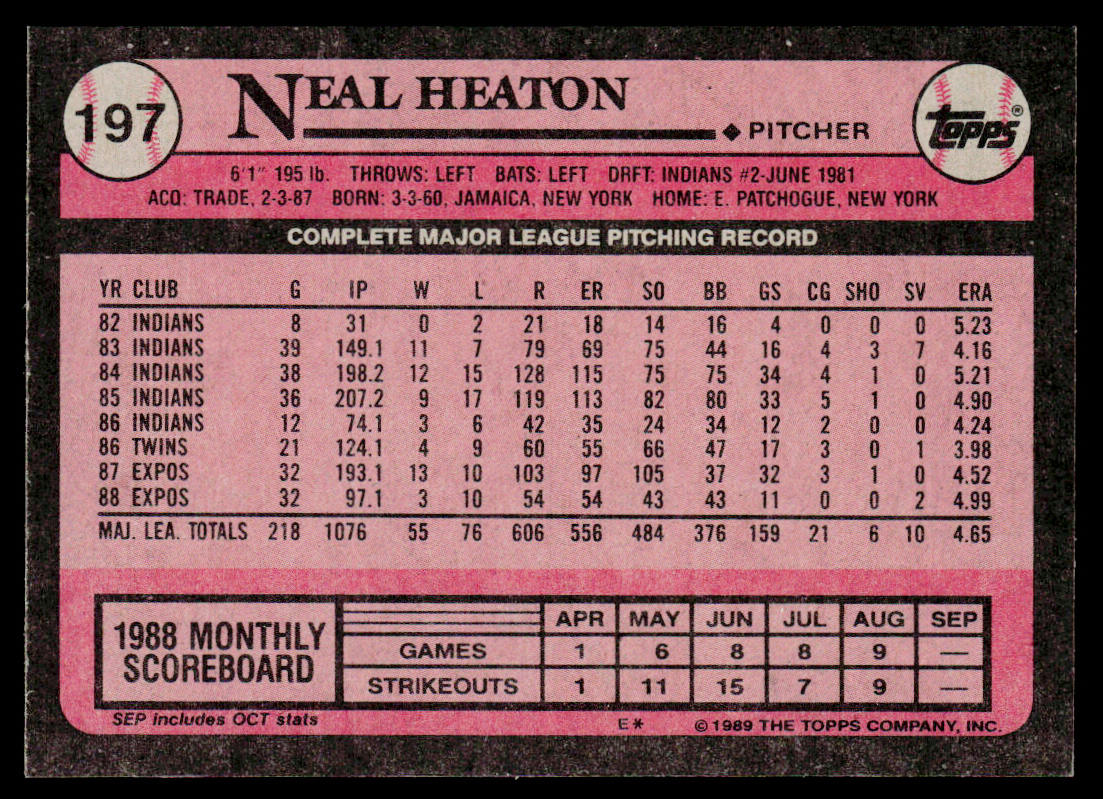 197
NEAL HEATON
◆ PITCHER
TOPPS®
6'1" 195 lb. THROWS: LEFT BATS: LEFT DRFT: INDIANS #2-JUNE 1981
ACQ: TRADE, 2-3-87 BORN: 3-3-60, JAMAICA, NEW YORK HOME: E. PATCHOGUE, NEW YORK
COMPLETE MAJOR LEAGUE PITCHING RECORD
YR CLUB G IP W L R ER SO BB GS CG SHO SV ERA
82 INDIANS 8 31 0 2 21 18 14 16 4 0 0 0 5.23
83 INDIANS 39 149.1 11 7 79 69 75 44 16 4 3 7 4.16
84 INDIANS 38 198.2 12 15 128 115 75 75 34 4 1 0 5.21
85 INDIANS 36 207.2 9 17 119 113 82 80 33 5 1 0 4.90
86 INDIANS 12 74.1 3 6 42 35 24 34 12 2 0 0 4.24
86 TWINS 21 124.1 4 9 60 55 66 47 17 3 0 1 3.98
87 EXPOS 32 193.1 13 10 103 97 105 37 32 3 1 0 4.52
88 EXPOS 32 97.1 3 10 54 54 43 43 11 0 0 2 4.99
MAJ. LEA. TOTALS 218 1076 55 76 606 556 484 376 159 21 6 10 4.65
1988 MONTHLY
SCOREBOARD
APR MAY JUN JUL AUG SEP
GAMES 1 6 8 8 9 —
STRIKEOUTS 1 11 15 7 9 —
SEP includes OCT stats
E*
© 1989 THE TOPPS COMPANY, INC.